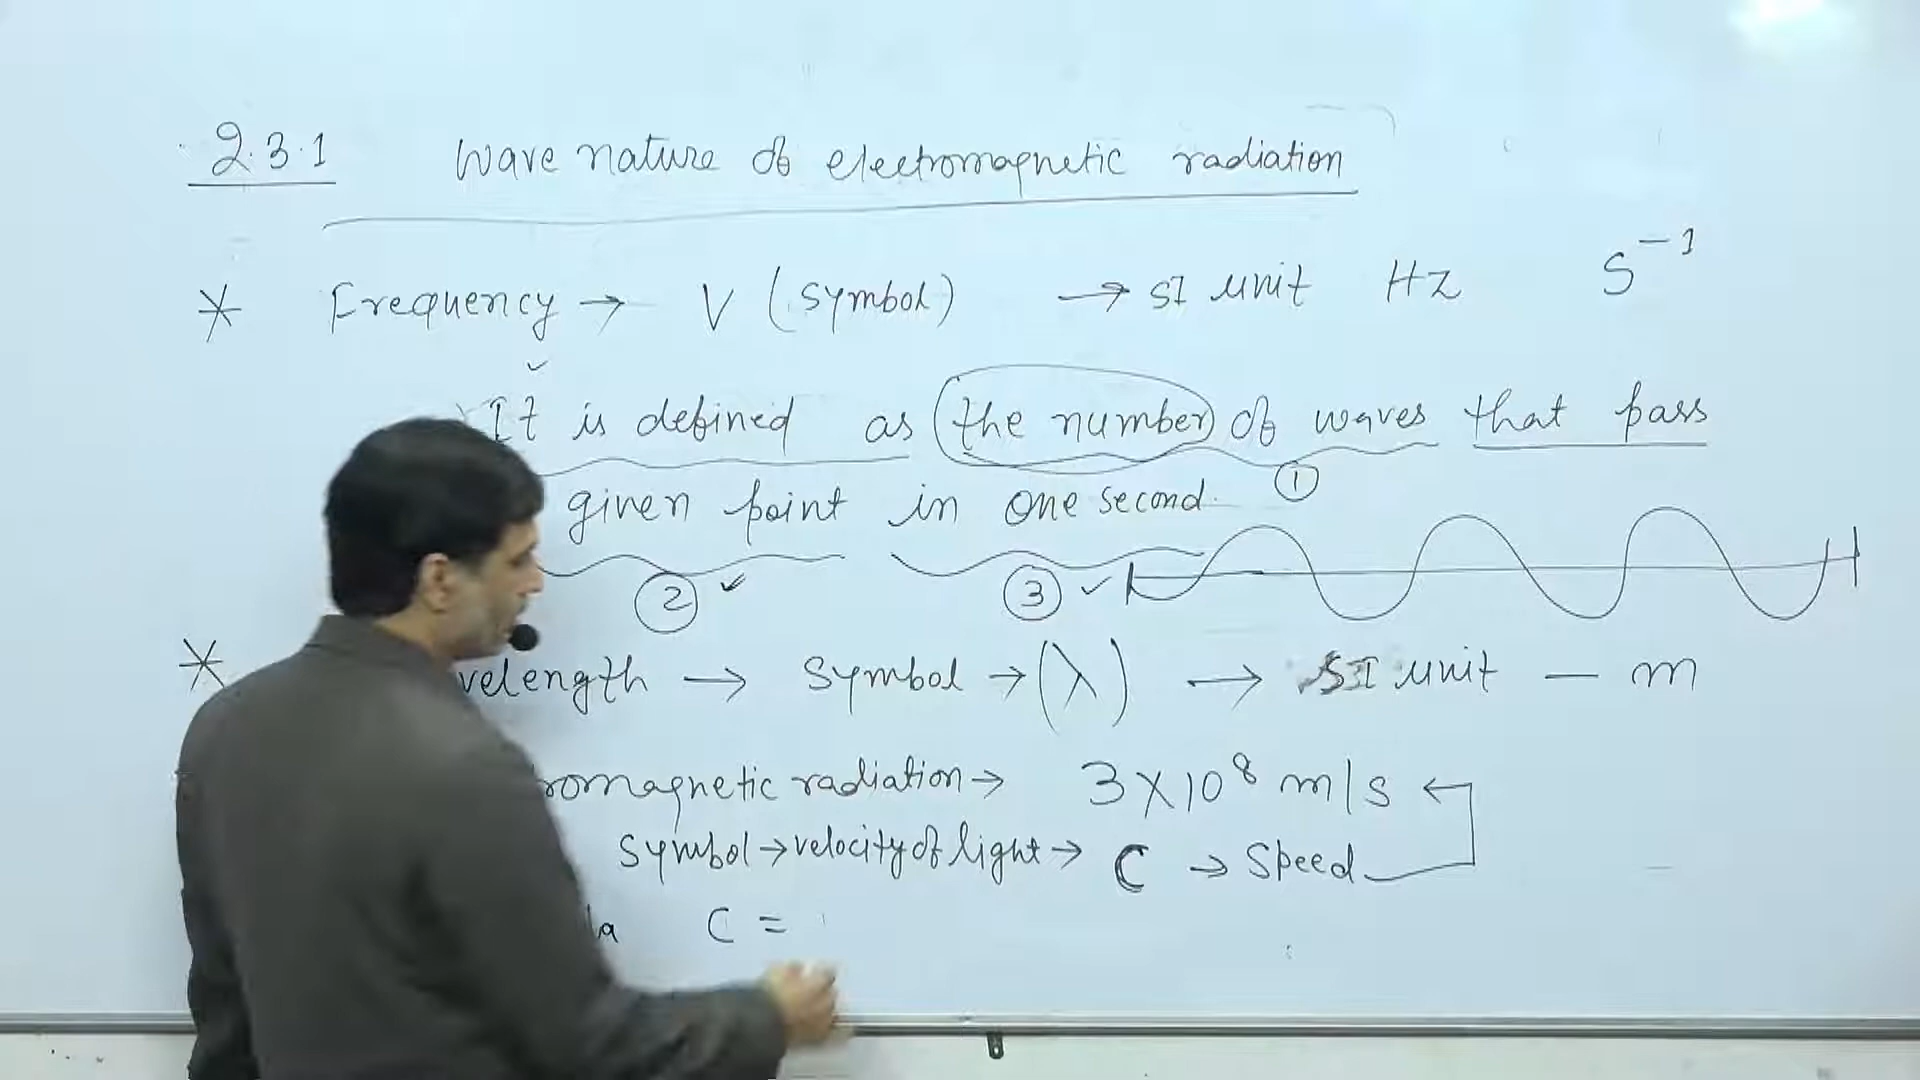 2.3.1 Wave nature of electromagnetic radiation
* Frequency → ν (symbol) → SI unit Hz S⁻¹
It is defined as the number of waves that pass
given point in one second. ①
② ✓ ③ ✓
* velength → Symbol → (λ) → SI unit — m
romagnetic radiation → 3×10⁸ m/s
Symbol → velocity of light → C → Speed
la C =